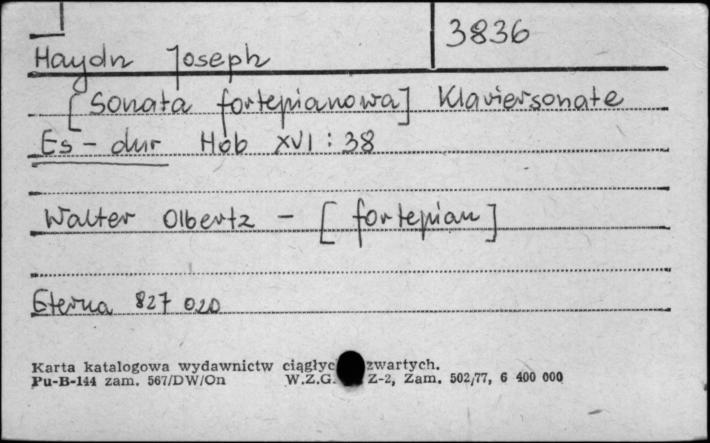 3836
Haydn Joseph
[Sonata fortepianowa] Klaviersonate
Es-dur Hob XVI : 38
Walter Olbertz - [fortepian]
Eterna 827 020
Karta katalogowa wydawnictw ciągłyc zwartych.
Pu-B-144 zam. 567/DW/On W.Z.G. Z-2, Zam. 502/77, 6 400 000